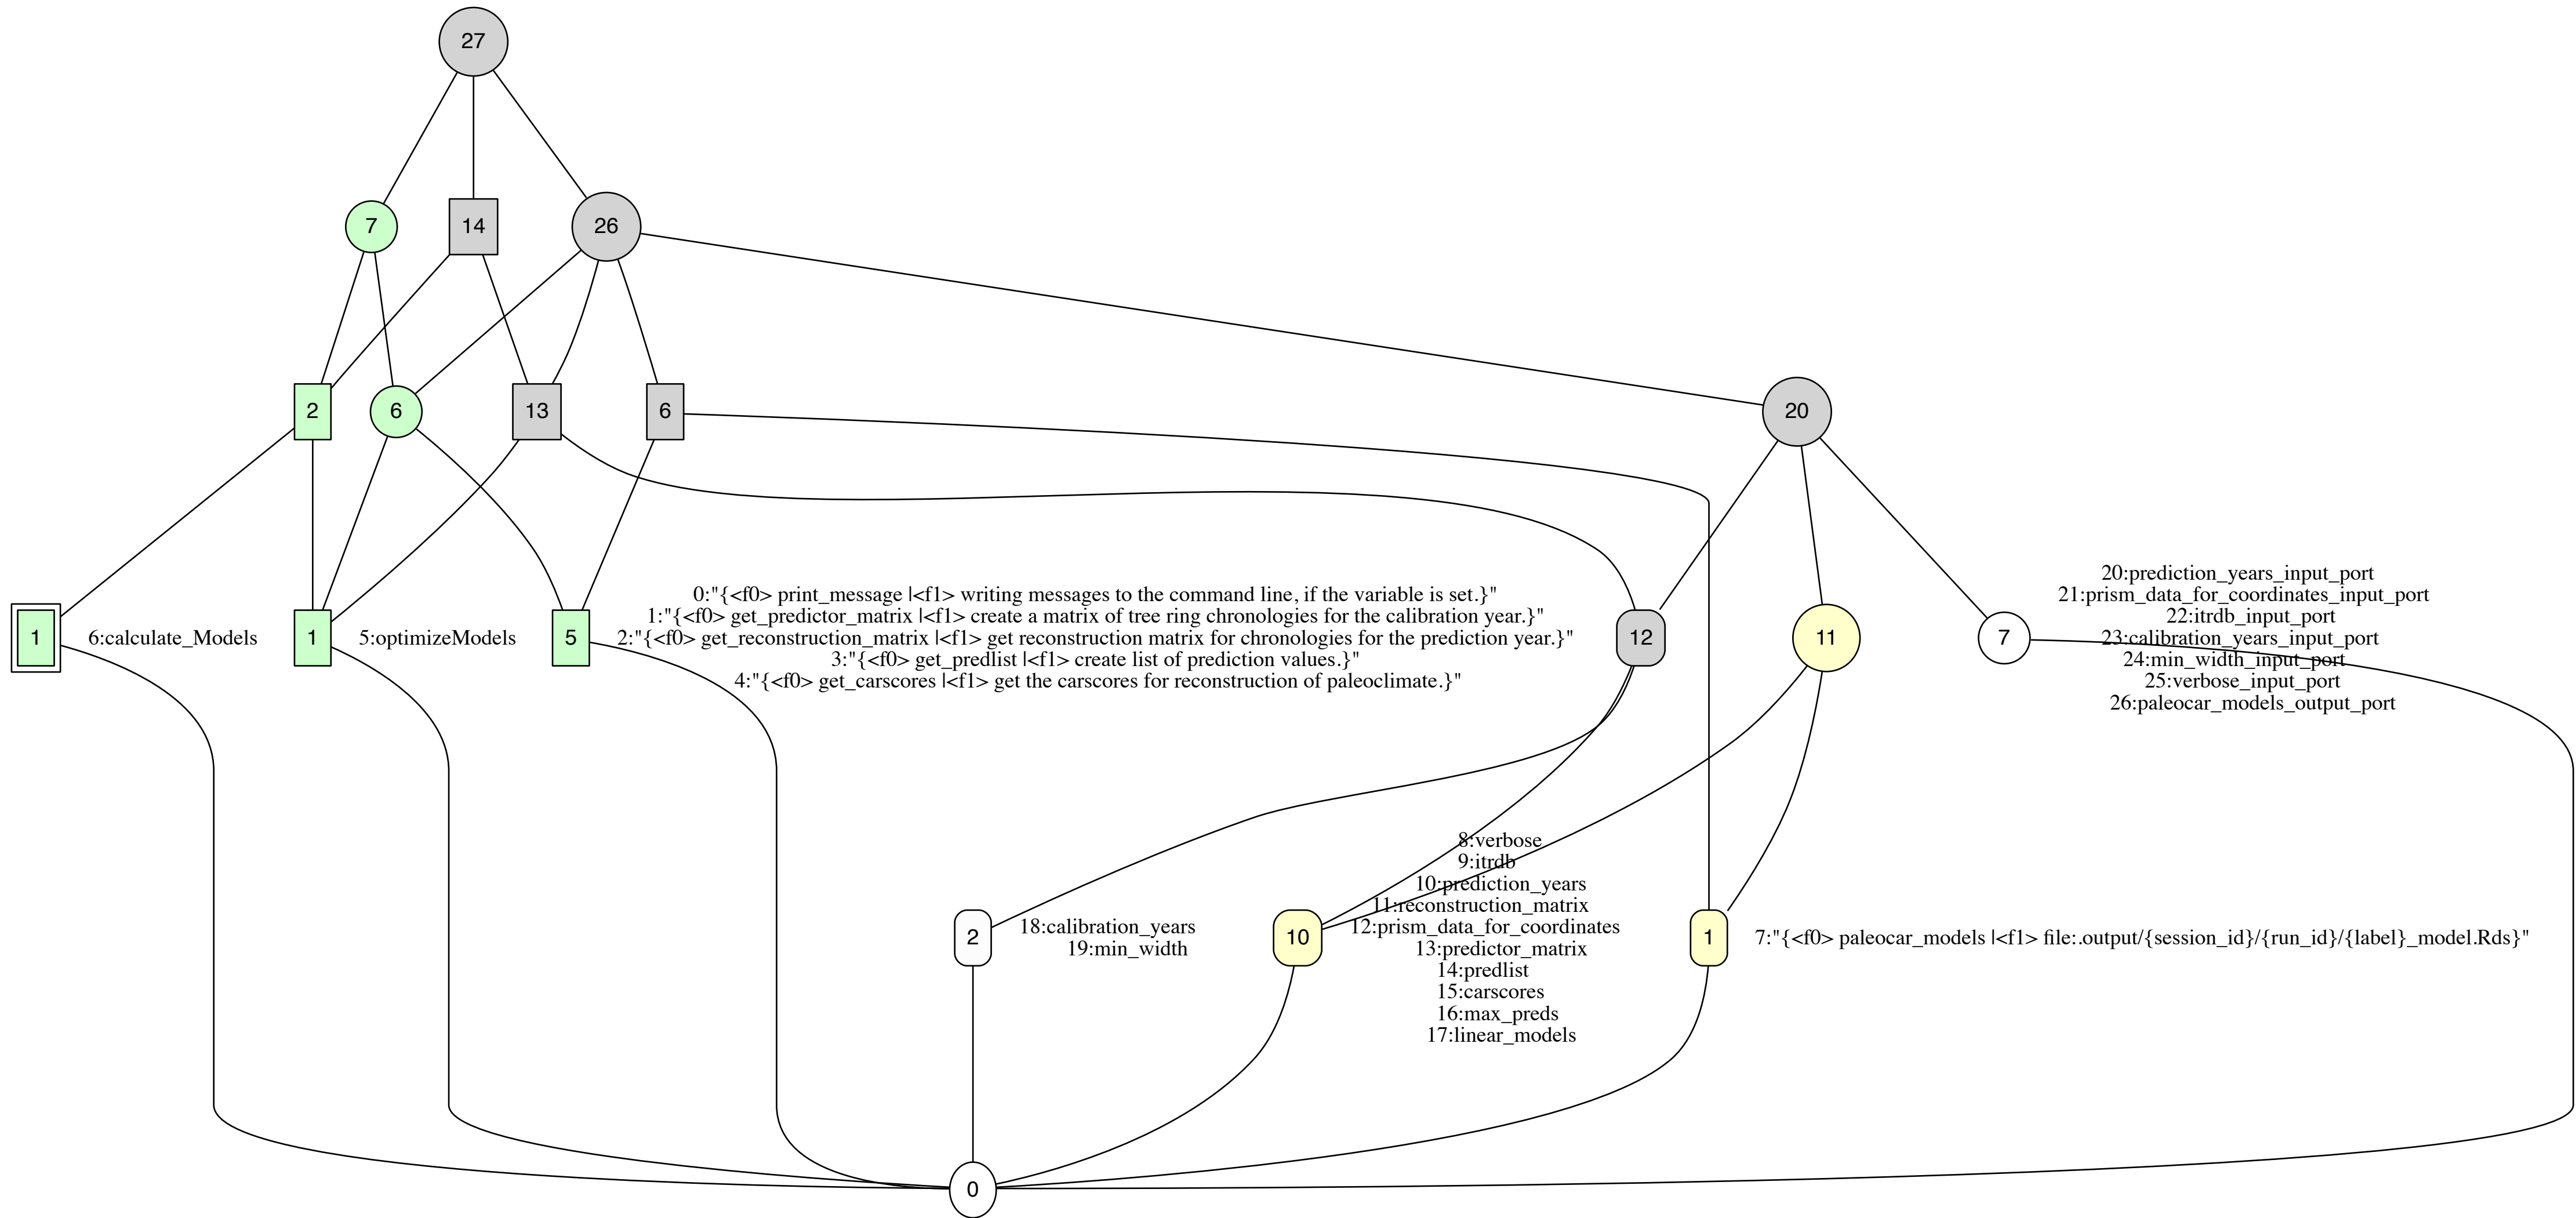 27
7
14
26
2
6
13
6
20
1
6:calculate_Models
1
5:optimizeModels
5
0:"{<f0> print_message |<f1> writing messages to the command line, if the variable is set.}"
1:"{<f0> get_predictor_matrix |<f1> create a matrix of tree ring chronologies for the calibration year.}"
2:"{<f0> get_reconstruction_matrix |<f1> get reconstruction matrix for chronologies for the prediction year.}"
3:"{<f0> get_predlist |<f1> create list of prediction values.}"
4:"{<f0> get_carscores |<f1> get the carscores for reconstruction of paleoclimate.}"
12
11
7
20:prediction_years_input_port
21:prism_data_for_coordinates_input_port
22:itrdb_input_port
23:calibration_years_input_port
24:min_width_input_port
25:verbose_input_port
26:paleocar_models_output_port
2
18:calibration_years
19:min_width
10
8:verbose
9:itrdb
10:prediction_years
11:reconstruction_matrix
12:prism_data_for_coordinates
13:predictor_matrix
14:predlist
15:carscores
16:max_preds
17:linear_models
1
7:"{<f0> paleocar_models |<f1> file:.output/{session_id}/{run_id}/{label}_model.Rds}"
0